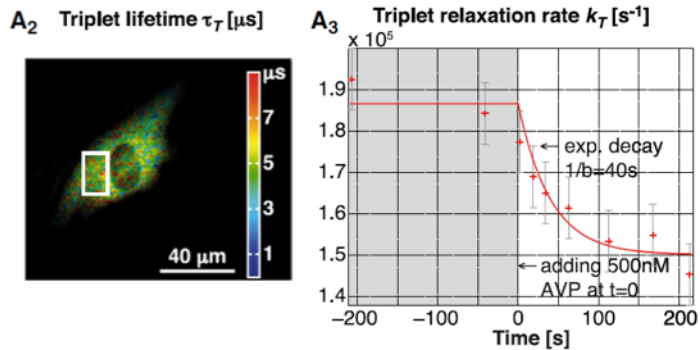 A₂ Triplet lifetime τT [μs]
μs
7
5
3
1
40 μm
A₃ Triplet relaxation rate kT [s⁻¹]
x 10⁵
1.9
1.8
1.7
1.6
1.5
1.4
exp. decay
1/b=40s
adding 500nM
AVP at t=0
−200 −100 0 100 200
Time [s]